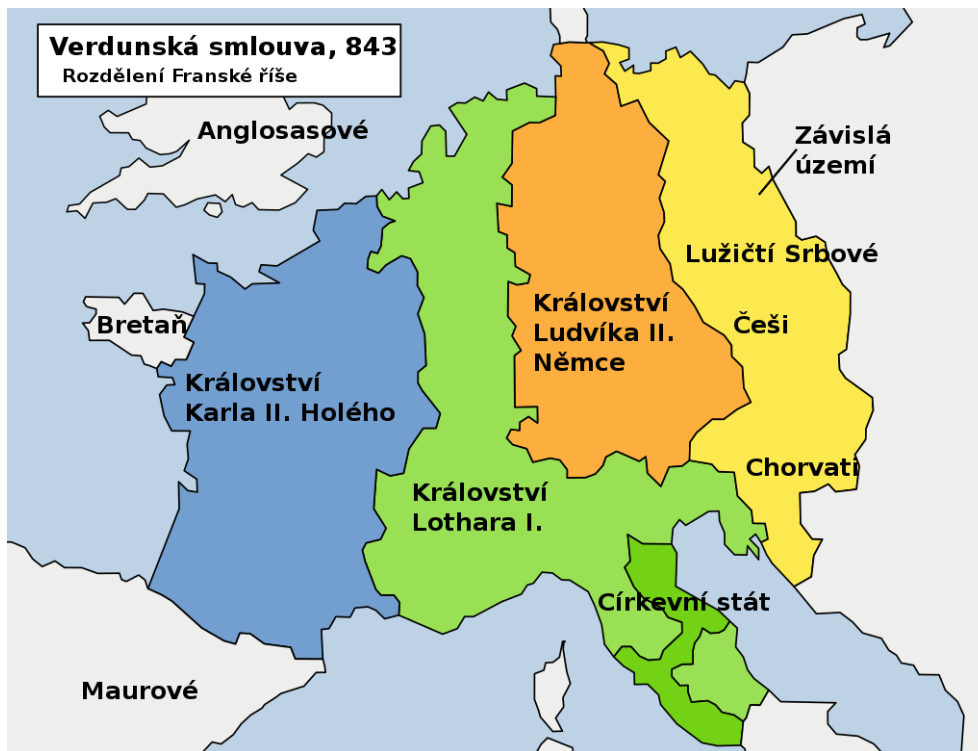 Verdunská smlouva, 843
Rozdělení Franské říše
Anglosasové
Závislá
území
Lužičtí Srbové
Bretaň
Království
Ludvíka II.
Němce
Češi
Království
Karla II. Holého
Chorvati
Království
Lothara I.
Církevní stát
Maurové